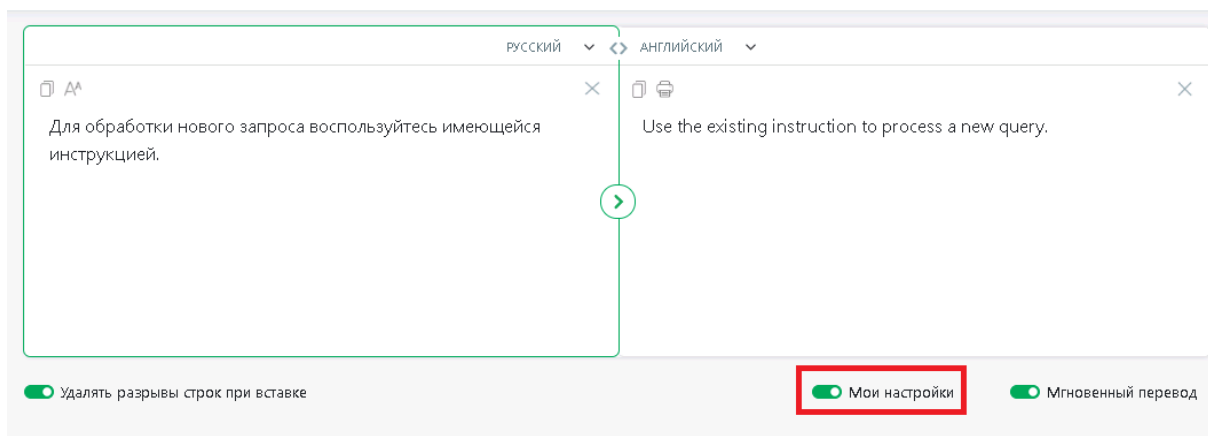 РУССКИЙ
АНГЛИЙСКИЙ
Для обработки нового запроса воспользуйтесь имеющейся
инструкцией.
Use the existing instruction to process a new query.
Удалять разрывы строк при вставке
Мои настройки
Мгновенный перевод